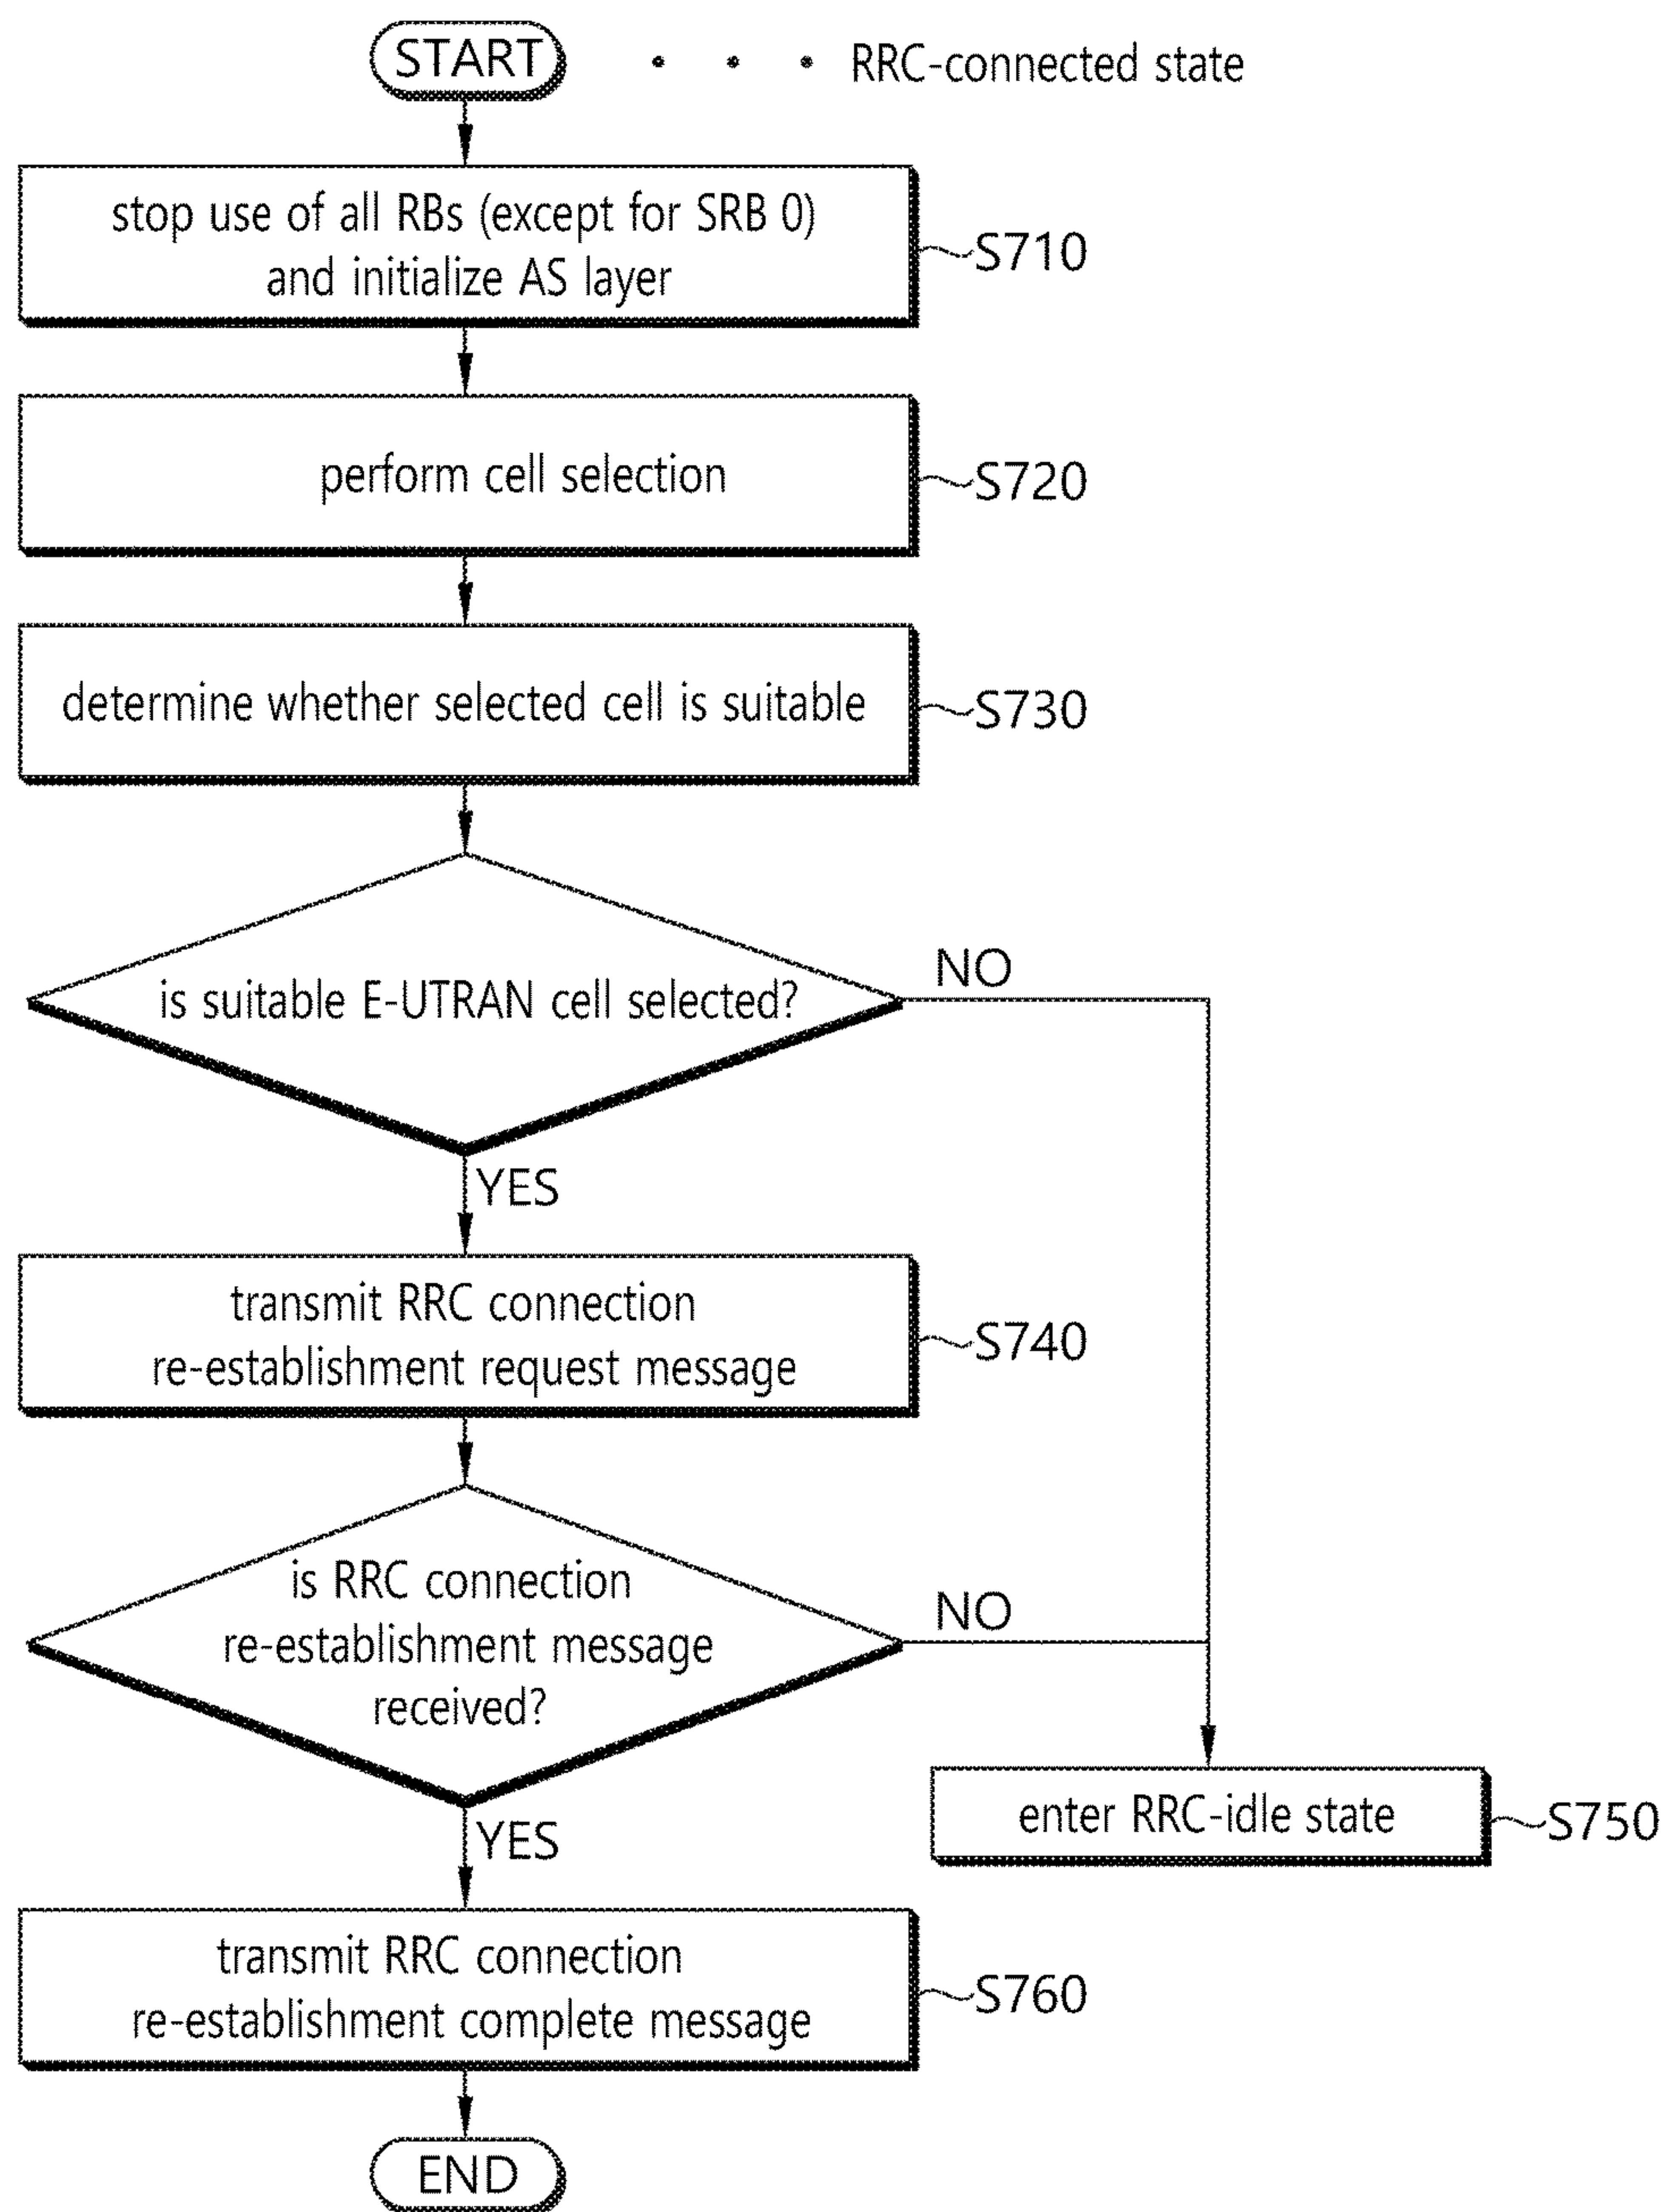 START
• • • RRC-connected state
stop use of all RBs (except for SRB 0)
and initialize AS layer
S710
perform cell selection
S720
determine whether selected cell is suitable
S730
is suitable E-UTRAN cell selected?
NO
YES
transmit RRC connection
re-establishment request message
S740
is RRC connection
re-establishment message
received?
NO
YES
enter RRC-idle state
S750
transmit RRC connection
re-establishment complete message
S760
END